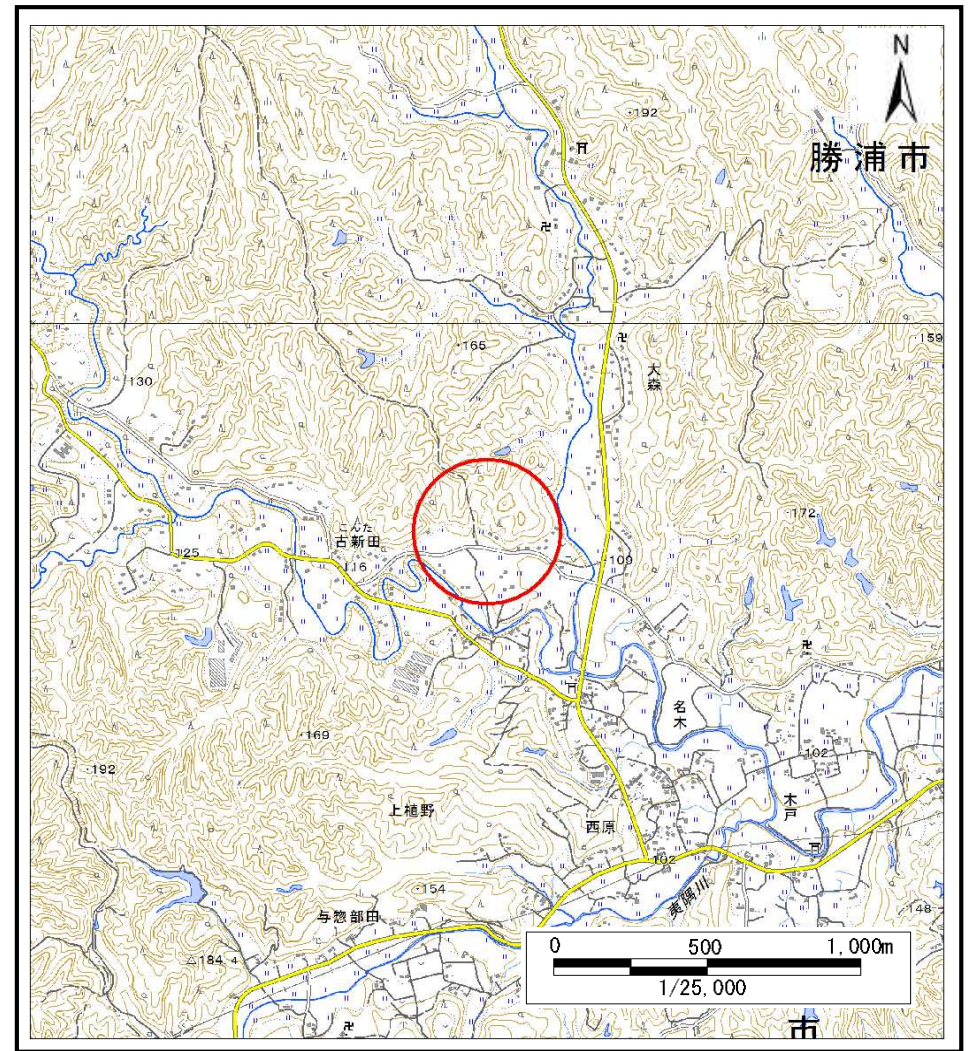 N
・192
勝浦市
・165
・159
大森
・130
・172
こんた
古新田
・125
・116
・109
名木
・169
・102
・192
木戸
上植野
西原
・102
・154
夷隅川
・148
与惣部田
△184.4
0 500 1,000m
1/25,000
市